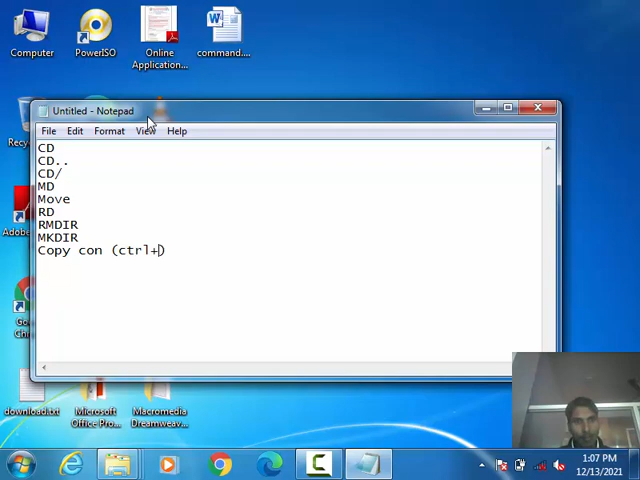 Computer
PowerISO
Online
Application...
command....
Untitled - Notepad
File Edit Format View Help
CD
CD..
CD/
MD
Move
RD
RMDIR
MKDIR
Copy con (ctrl+)
download.txt
Microsoft
Office Pro...
Macromedia
Dreamweav...
1:07 PM
12/13/2021